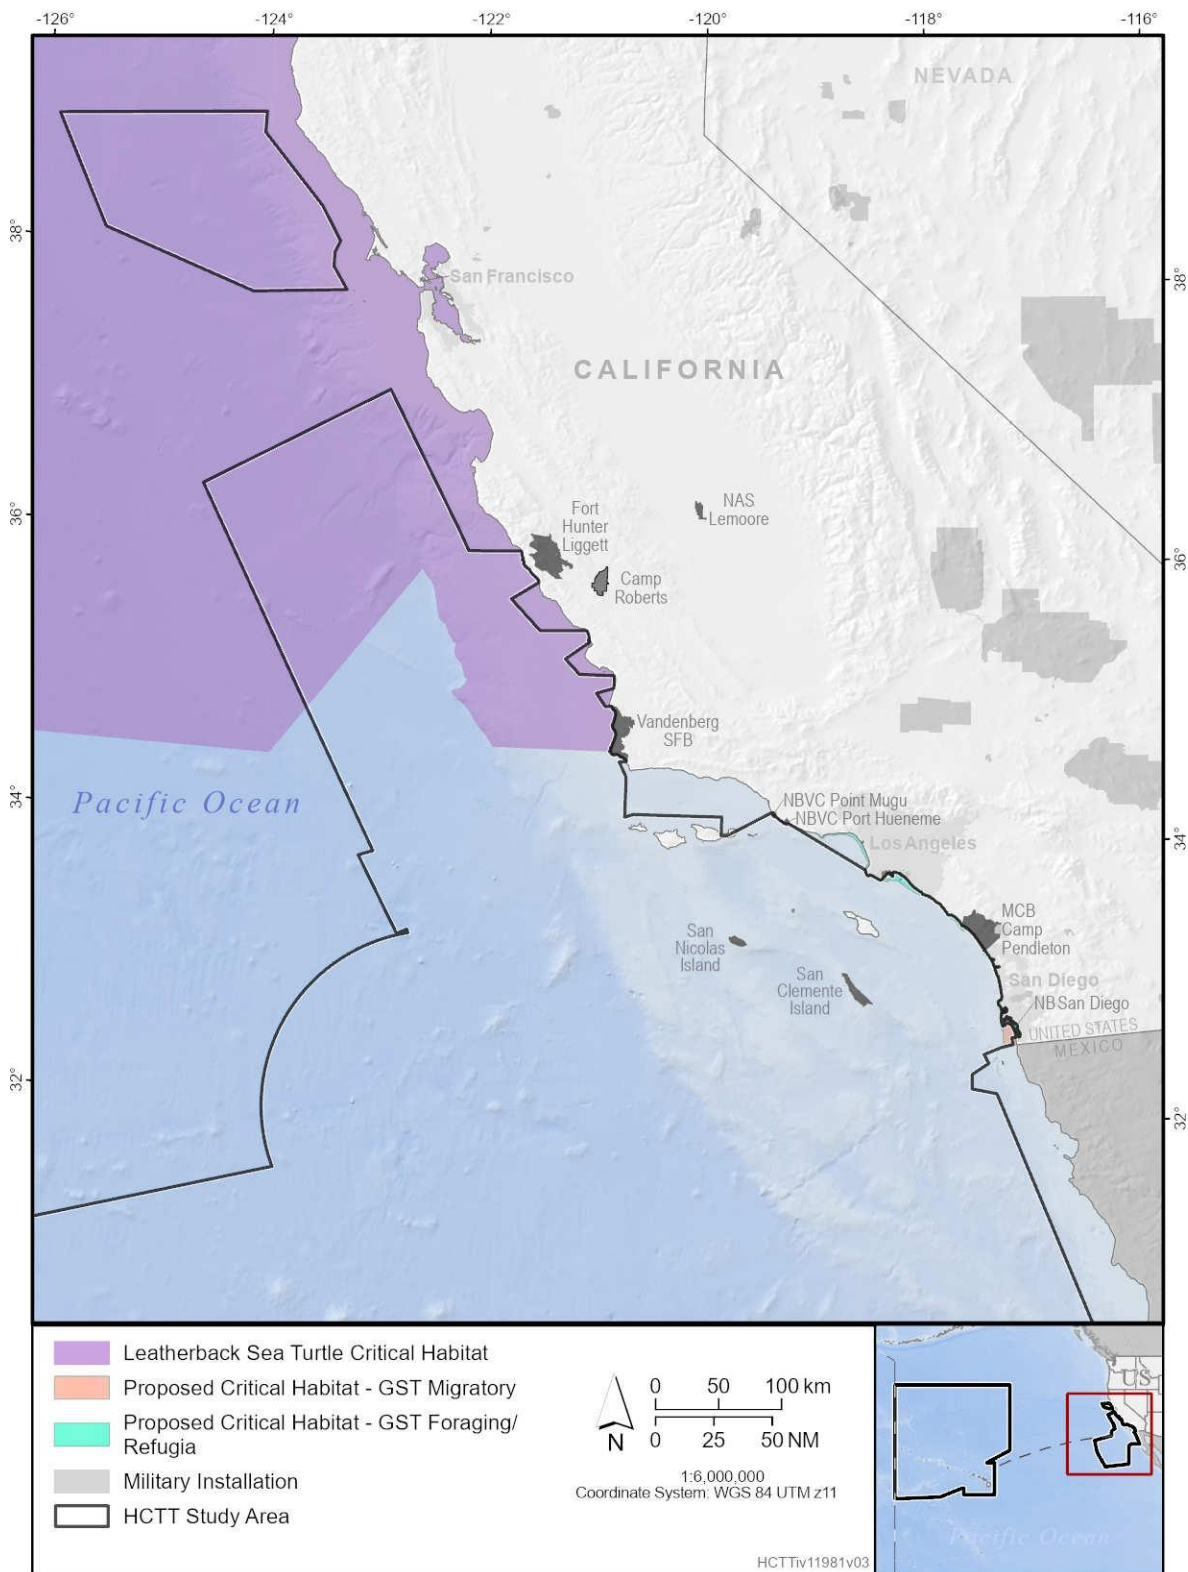 -126°
-124°
-122°
-120°
-118°
-116°
NEVADA
38°
San Francisco
38°
CALIFORNIA
36°
NAS
Lemoore
Fort
Hunter
Liggett
36°
Camp
Roberts
Vandenberg
SFB
34°
Pacific Ocean
NBVC Point Mugu
NBVC Port Hueneme
34°
Los Angeles
MCB
Camp
Pendleton
San
Nicolas
Island
San
Clemente
Island
San Diego
NB San Diego
UNITED STATES
MEXICO
32°
32°
Leatherback Sea Turtle Critical Habitat
Proposed Critical Habitat - GST Migratory
Proposed Critical Habitat - GST Foraging/
Refugia
Military Installation
HCTT Study Area
N
0 50 100 km
0 25 50 NM
1:6,000,000
Coordinate System: WGS 84 UTM z11
HCTTiv11981v03
US
Pacific Ocean